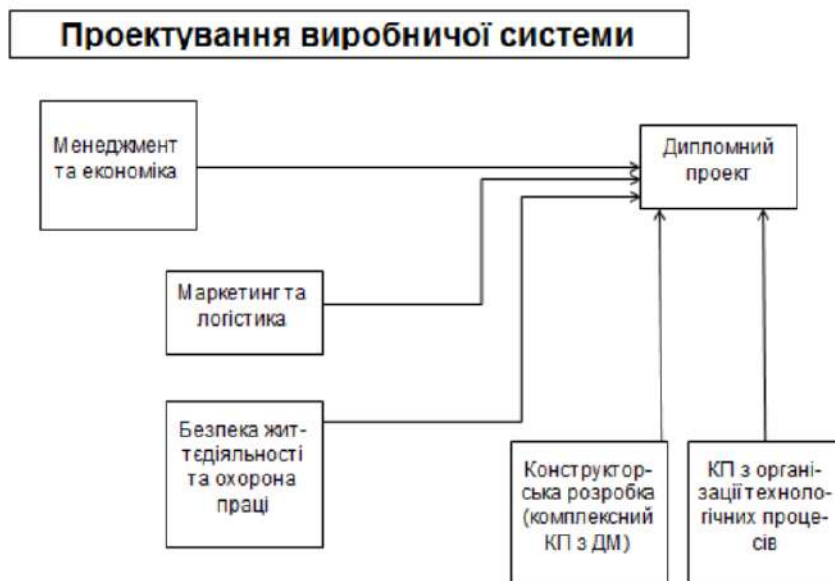 Проектування виробничої системи
Менеджмент
та економіка
Дипломний
проект
Маркетинг та
логістика
Безпека жит-
тєдіяльності
та охорона
праці
Конструктор-
ська розробка
(комплексний
КП з ДМ)
КП з органі-
зації техноло-
гічних проце-
сів